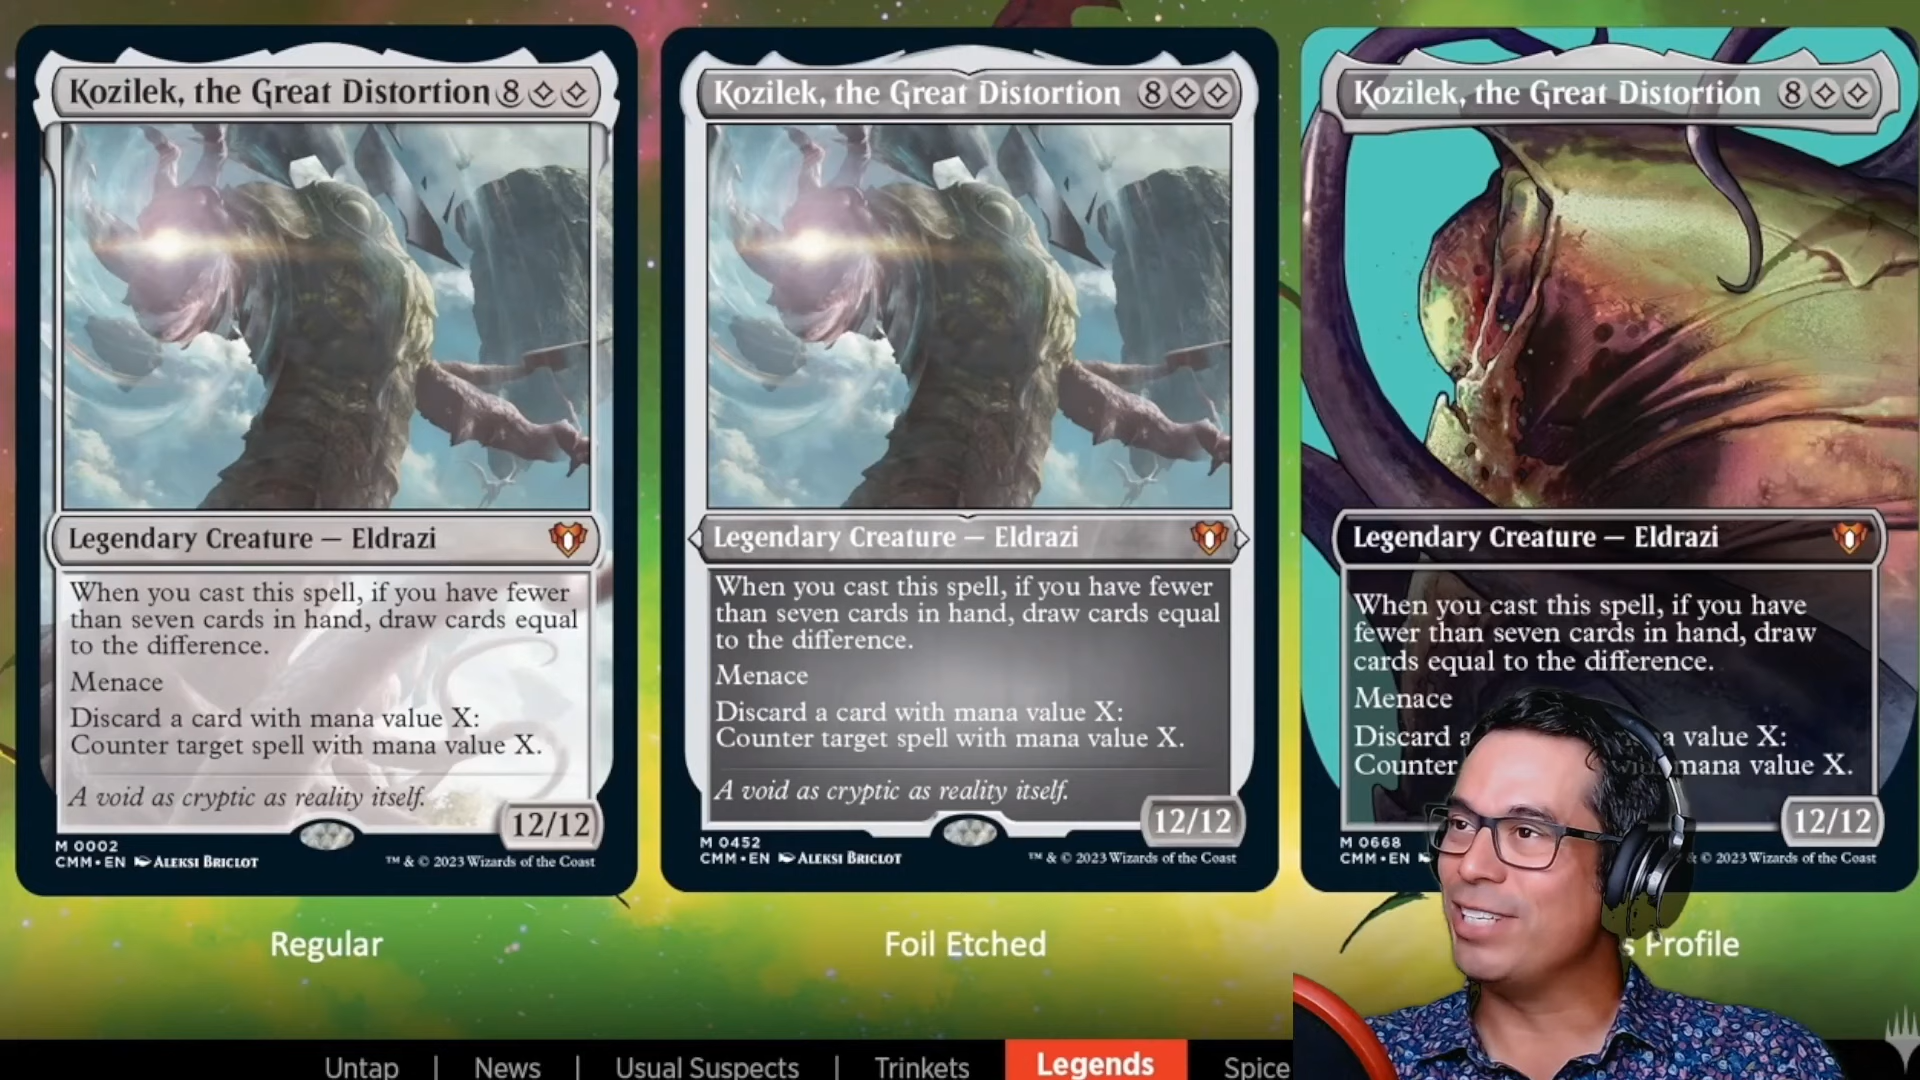 Kozilek, the Great Distortion 8
Legendary Creature — Eldrazi
When you cast this spell, if you have fewer
than seven cards in hand, draw cards equal
to the difference.
Menace
Discard a card with mana value X:
Counter target spell with mana value X.
A void as cryptic as reality itself.
12/12
M 0002
CMM • EN ALEKSI BRICLOT
™ & © 2023 Wizards of the Coast
Regular
Kozilek, the Great Distortion 8
Legendary Creature — Eldrazi
When you cast this spell, if you have fewer
than seven cards in hand, draw cards equal
to the difference.
Menace
Discard a card with mana value X:
Counter target spell with mana value X.
A void as cryptic as reality itself.
12/12
M 0452
CMM • EN ALEKSI BRICLOT
™ & © 2023 Wizards of the Coast
Foil Etched
Kozilek, the Great Distortion 8
Legendary Creature — Eldrazi
When you cast this spell, if you have
fewer than seven cards in hand, draw
cards equal to the difference.
Menace
Discard a value X:
Counter with mana value X.
12/12
M 0668
CMM • EN
& © 2023 Wizards of the Coast
Profile
Untap | News | Usual Suspects | Trinkets Legends Spice